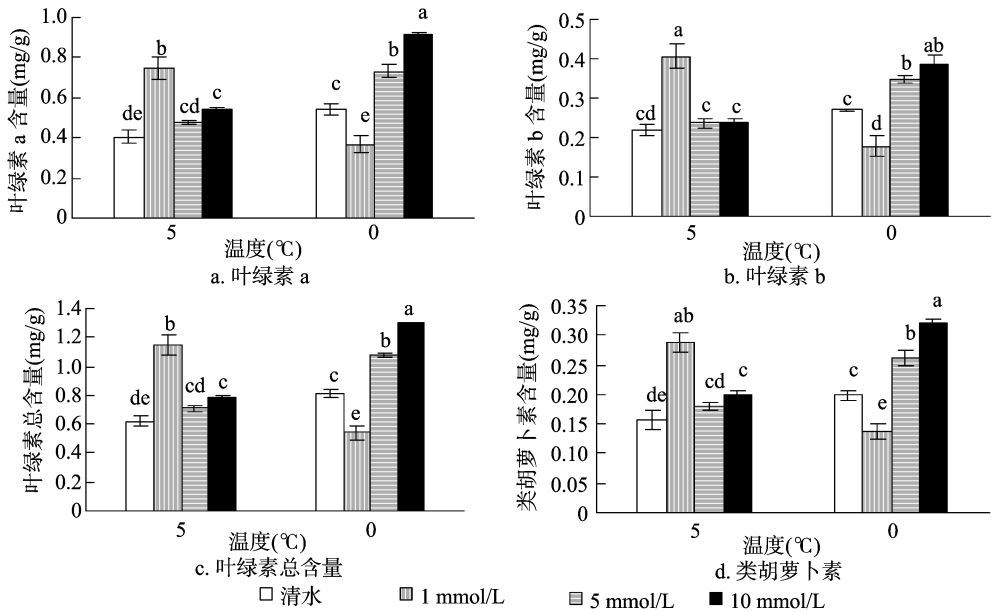 叶绿素 a 含量(mg/g)
1.0
0.8
0.6
0.4
0.2
0
de
b
cd
c
c
e
b
a
5
0
温度(℃)
a. 叶绿素 a
叶绿素 b 含量(mg/g)
0.5
0.4
0.3
0.2
0.1
0
cd
a
c
c
c
d
b
ab
5
0
温度(℃)
b. 叶绿素 b
叶绿素总含量(mg/g)
1.4
1.2
1.0
0.8
0.6
0.4
0.2
0
de
b
cd
c
c
e
b
a
5
0
温度(℃)
c. 叶绿素总含量
类胡萝卜素含量(mg/g)
0.35
0.30
0.25
0.20
0.15
0.10
0.05
0
de
ab
cd
c
c
e
b
a
5
0
温度(℃)
d. 类胡萝卜素
清水
1 mmol/L
5 mmol/L
10 mmol/L